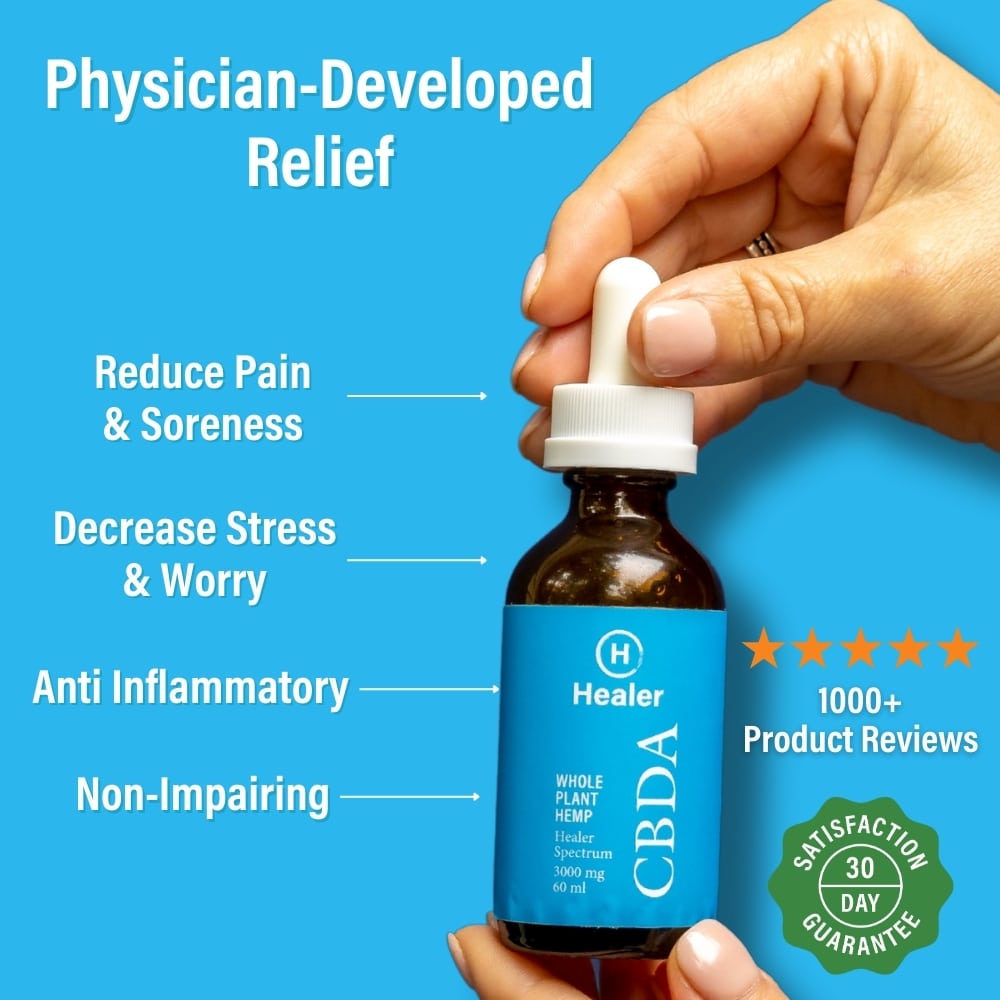 Physician-Developed
Relief
Reduce Pain
& Soreness
Decrease Stress
& Worry
Anti Inflammatory
Non-Impairing
H
Healer
CBDA
WHOLE
PLANT
HEMP
Healer
Spectrum
3000 mg
60 ml
1000+
Product Reviews
SATISFACTION
30
DAY
GUARANTEE